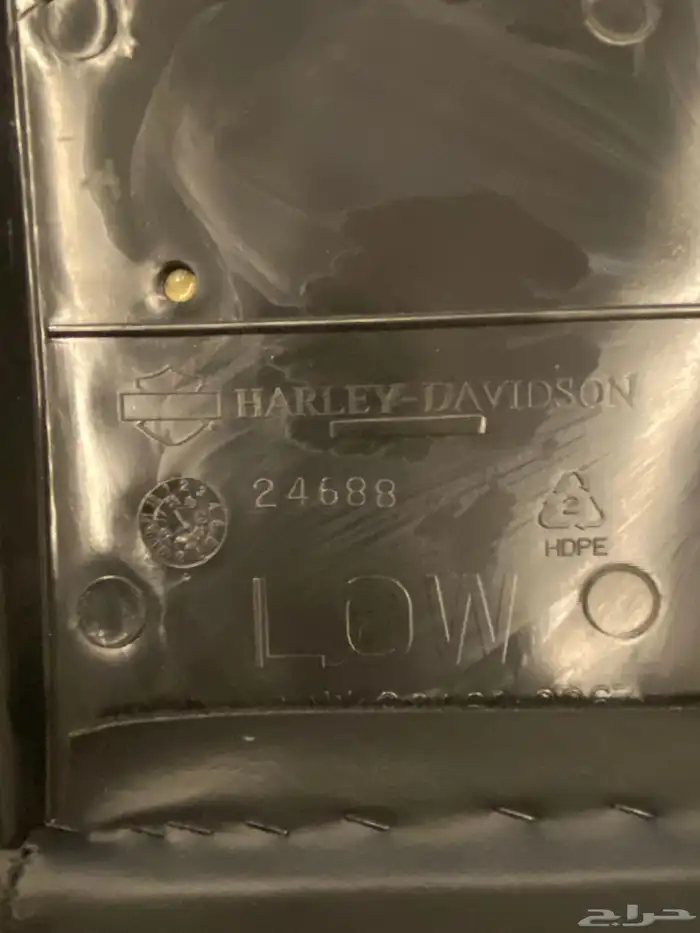 HARLEY-DAVIDSON
24688
2
HDPE
LOW
حراج